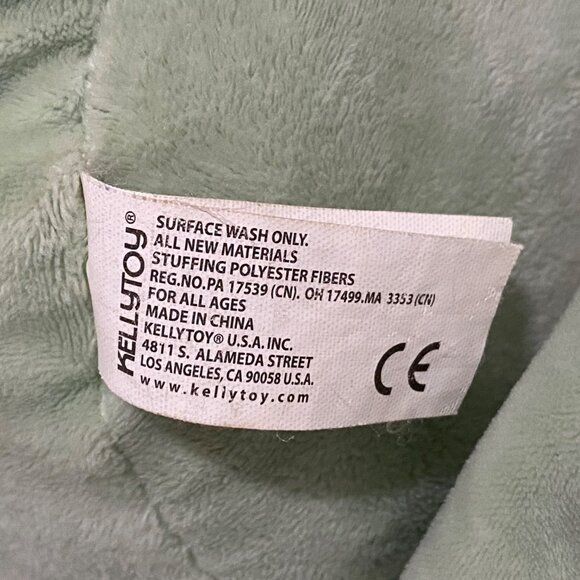 KELLYTOY®
SURFACE WASH ONLY.
ALL NEW MATERIALS
STUFFING POLYESTER FIBERS
REG.NO.PA 17539 (CN). OH 17499.MA 3353 (CN)
FOR ALL AGES
MADE IN CHINA
KELLYTOY® U.S.A. INC.
4811 S. ALAMEDA STREET
LOS ANGELES, CA 90058 U.S.A.
www.kellytoy.com
CE